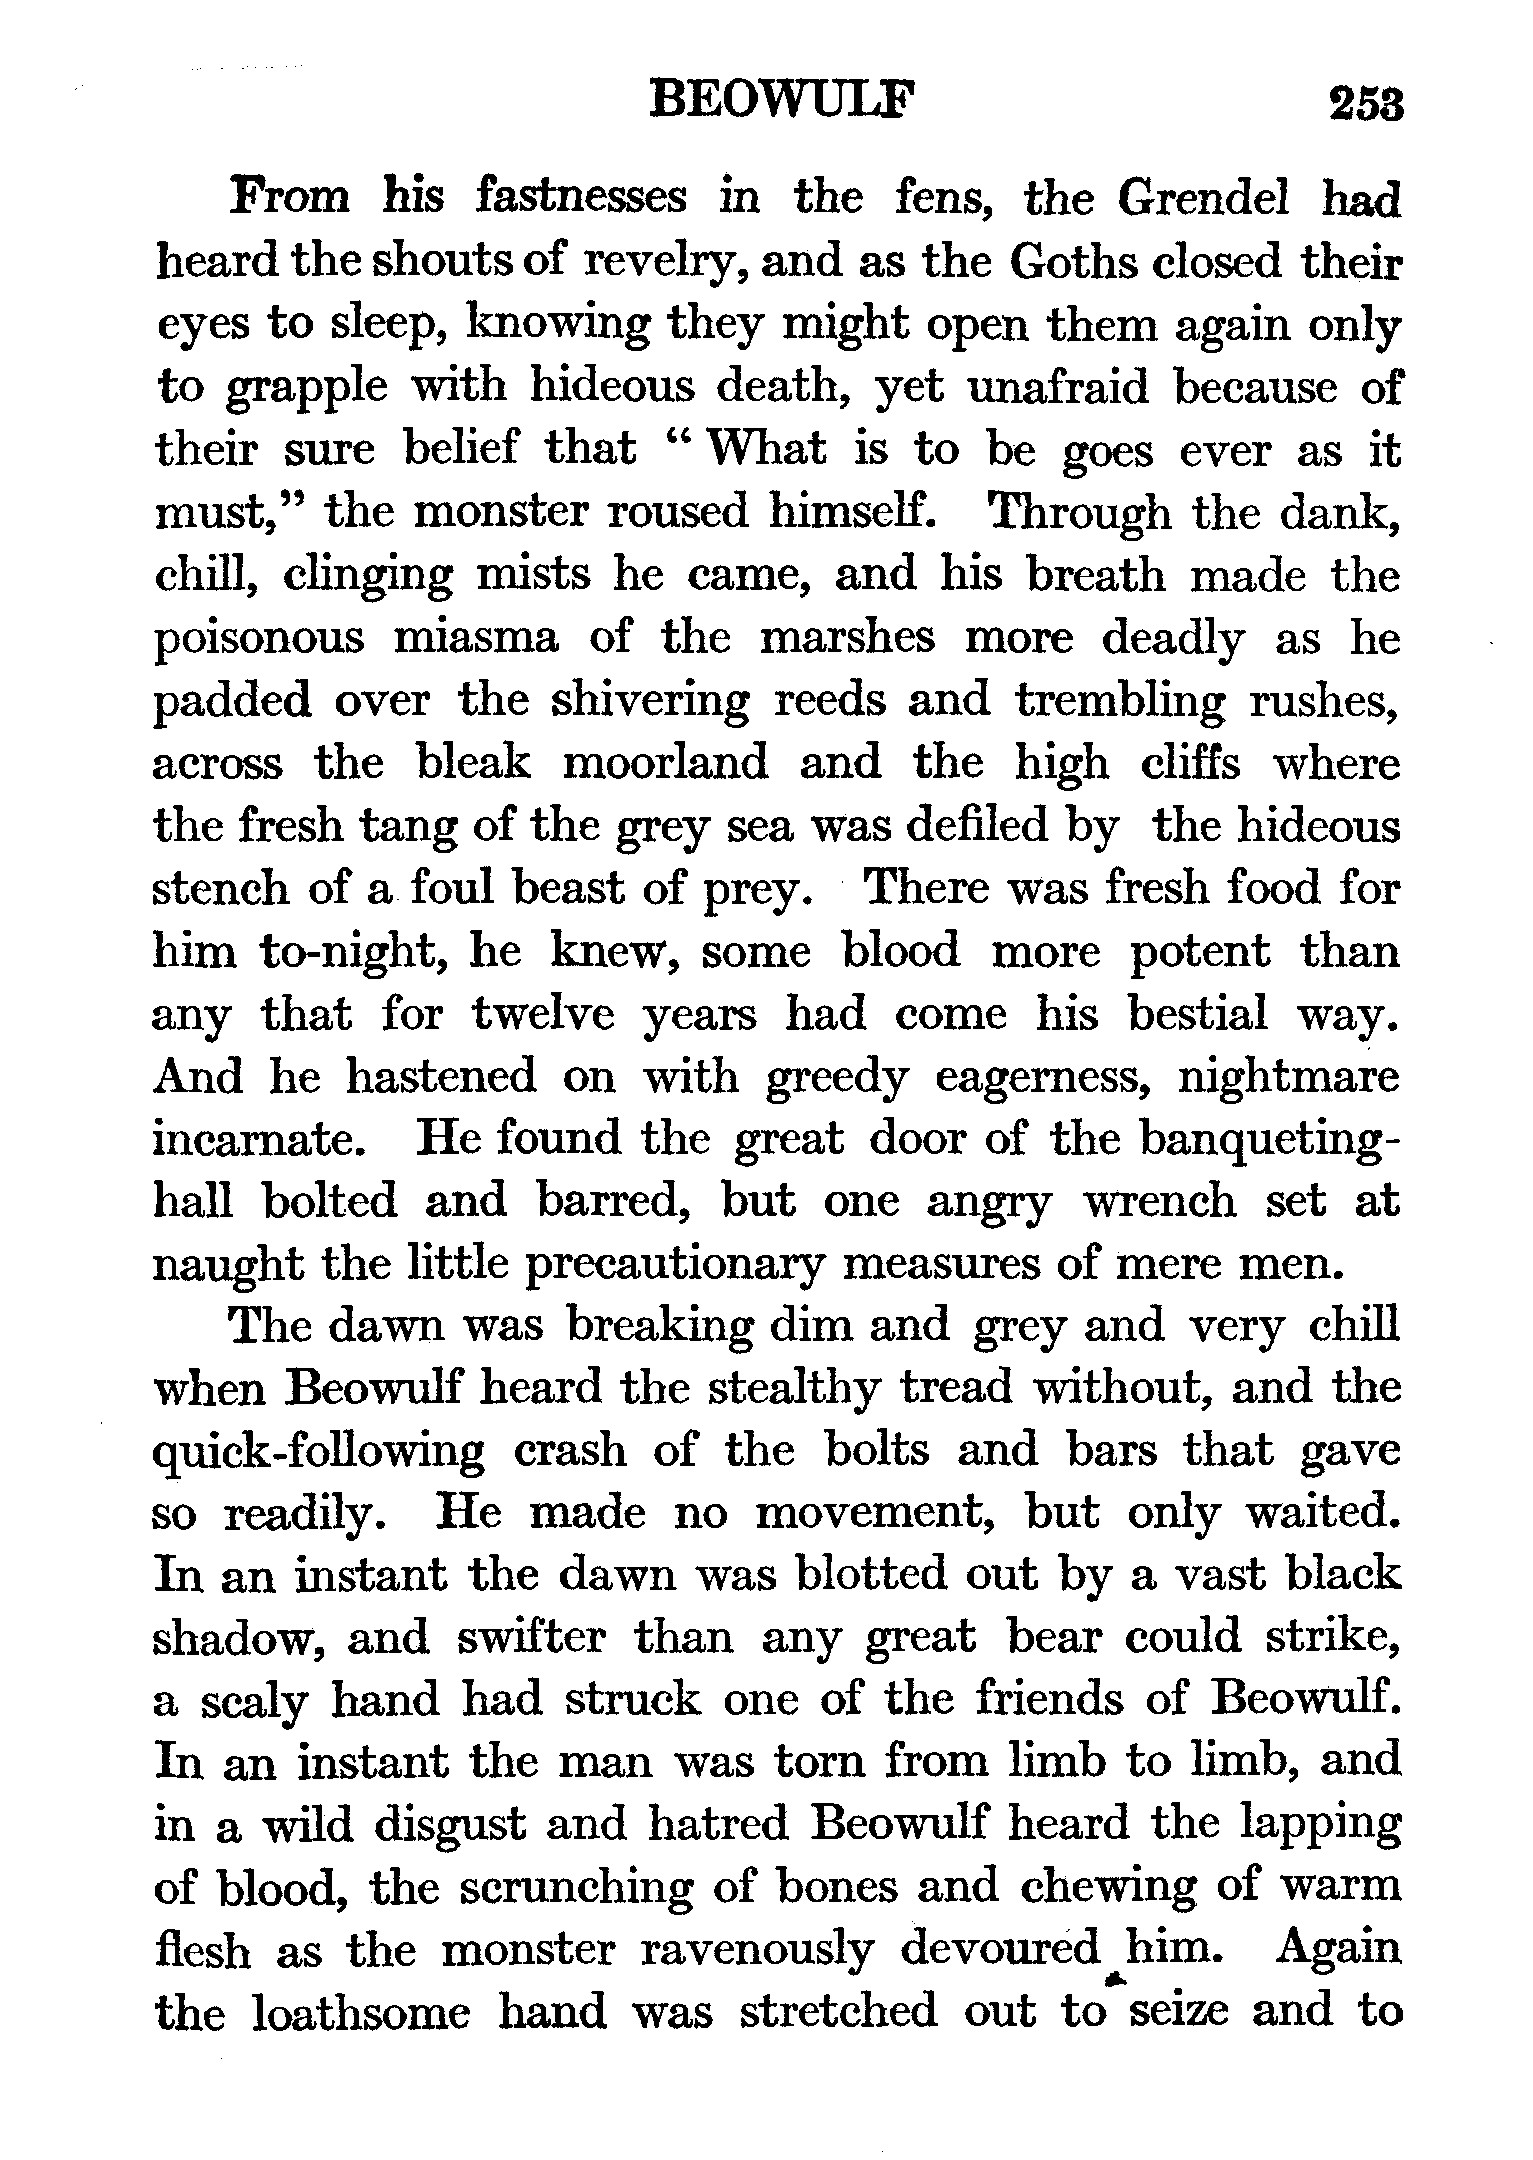 BEOWULF 253
From his fastnesses in the fens, the Grendel had
heard the shouts of revelry, and as the Goths closed their
eyes to sleep, knowing they might open them again only
to grapple with hideous death, yet unafraid because of
their sure belief that “ What is to be goes ever as it
must,” the monster roused himself. Through the dank,
chill, clinging mists he came, and his breath made the
poisonous miasma of the marshes more deadly as he
padded over the shivering reeds and trembling rushes,
across the bleak moorland and the high cliffs where
the fresh tang of the grey sea was defiled by the hideous
stench of a foul beast of prey. There was fresh food for
him to-night, he knew, some blood more potent than
any that for twelve years had come his bestial way.
And he hastened on with greedy eagerness, nightmare
incarnate. He found the great door of the banqueting-
hall bolted and barred, but one angry wrench set at
naught the little precautionary measures of mere men.
The dawn was breaking dim and grey and very chill
when Beowulf heard the stealthy tread without, and the
quick-following crash of the bolts and bars that gave
so readily. He made no movement, but only waited.
In an instant the dawn was blotted out by a vast black
shadow, and swifter than any great bear could strike,
a scaly hand had struck one of the friends of Beowulf.
In an instant the man was torn from limb to limb, and
in a wild disgust and hatred Beowulf heard the lapping
of blood, the scrunching of bones and chewing of warm
flesh as the monster ravenously devoured him. Again
the loathsome hand was stretched out to seize and to